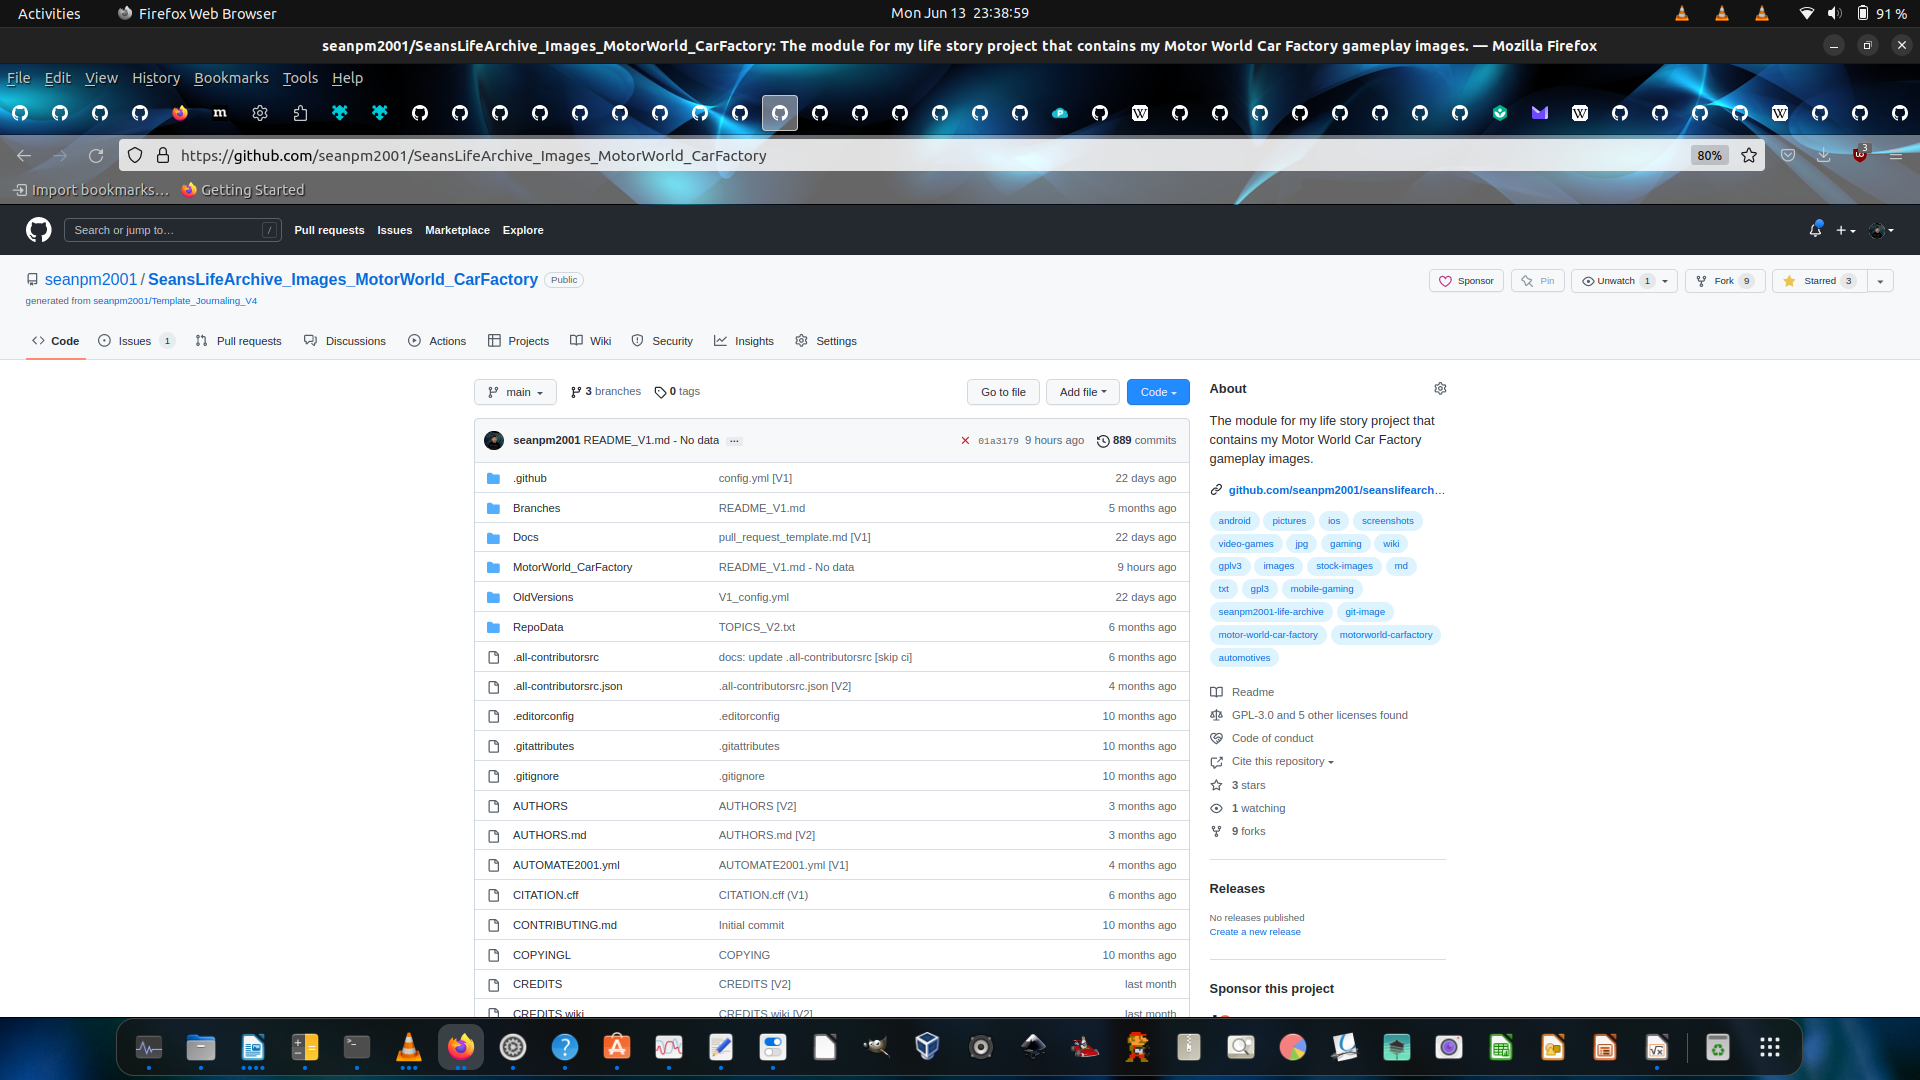 Activities Firefox Web Browser Mon Jun 13 23:38:59 91 %
seanpm2001/SeansLifeArchive_Images_MotorWorld_CarFactory: The module for my life story project that contains my Motor World Car Factory gameplay images. — Mozilla Firefox
File Edit View History Bookmarks Tools Help
https://github.com/seanpm2001/SeansLifeArchive_Images_MotorWorld_CarFactory 80% 3
Import bookmarks… Getting Started
Search or jump to… / Pull requests Issues Marketplace Explore
seanpm2001 / SeansLifeArchive_Images_MotorWorld_CarFactory Public Sponsor Pin Unwatch 1 Fork 9 Starred 3
generated from seanpm2001/Template_Journaling_V4
Code Issues 1 Pull requests Discussions Actions Projects Wiki Security Insights Settings
main 3 branches 0 tags Go to file Add file Code
seanpm2001 README_V1.md - No data ... 01a3179 9 hours ago 889 commits
.github config.yml [V1] 22 days ago
Branches README_V1.md 5 months ago
Docs pull_request_template.md [V1] 22 days ago
MotorWorld_CarFactory README_V1.md - No data 9 hours ago
OldVersions V1_config.yml 22 days ago
RepoData TOPICS_V2.txt 6 months ago
.all-contributorsrc docs: update .all-contributorsrc [skip ci] 6 months ago
.all-contributorsrc.json .all-contributorsrc.json [V2] 4 months ago
.editorconfig .editorconfig 10 months ago
.gitattributes .gitattributes 10 months ago
.gitignore .gitignore 10 months ago
AUTHORS AUTHORS [V2] 3 months ago
AUTHORS.md AUTHORS.md [V2] 3 months ago
AUTOMATE2001.yml AUTOMATE2001.yml [V1] 4 months ago
CITATION.cff CITATION.cff (V1) 6 months ago
CONTRIBUTING.md Initial commit 10 months ago
COPYINGL COPYING 10 months ago
CREDITS CREDITS [V2] last month
CREDITS.wiki CREDITS.wiki [V2] last month
About
The module for my life story project that
contains my Motor World Car Factory
gameplay images.
github.com/seanpm2001/seanslifearch…
android pictures ios screenshots
video-games jpg gaming wiki
gplv3 images stock-images md
txt gpl3 mobile-gaming
seanpm2001-life-archive git-image
motor-world-car-factory motorworld-carfactory
automotives
Readme
GPL-3.0 and 5 other licenses found
Code of conduct
Cite this repository
3 stars
1 watching
9 forks
Releases
No releases published
Create a new release
Sponsor this project